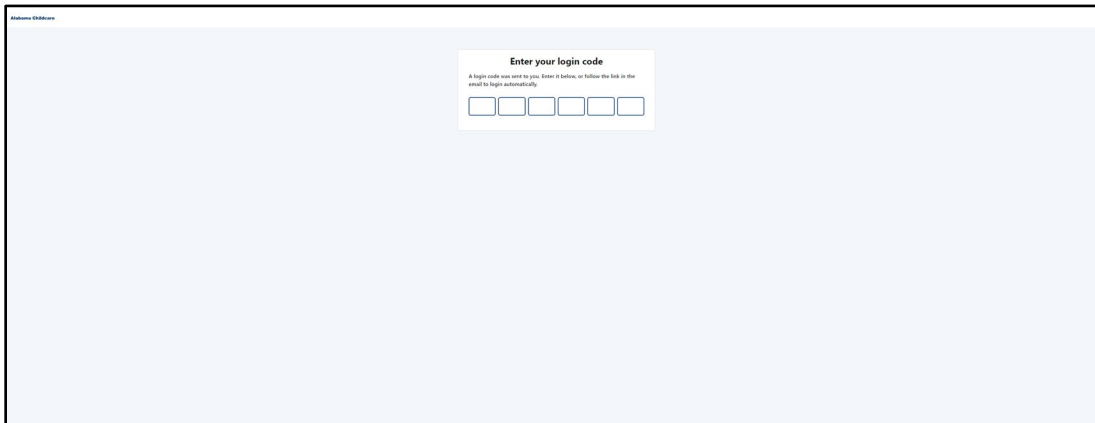 Alabama Childcare
Enter your login code
A login code was sent to you. Enter it below, or follow the link in the
email to login automatically.